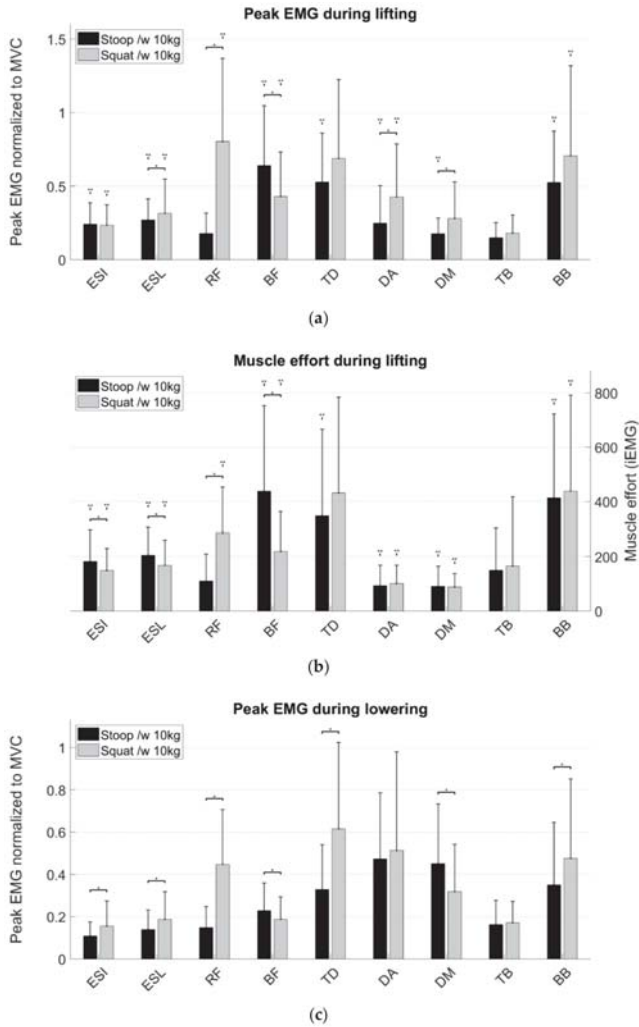 Peak EMG during lifting
Stoop /w 10kg
Squat /w 10kg
Peak EMG normalized to MVC
1.5
1
0.5
0
ESI ESL RF BF TD DA DM TB BB
(a)
Muscle effort during lifting
Stoop /w 10kg
Squat /w 10kg
800
600
400
200
0
Muscle effort (iEMG)
ESI ESL RF BF TD DA DM TB BB
(b)
Peak EMG during lowering
Stoop /w 10kg
Squat /w 10kg
Peak EMG normalized to MVC
1
0.8
0.6
0.4
0.2
0
ESI ESL RF BF TD DA DM TB BB
(c)